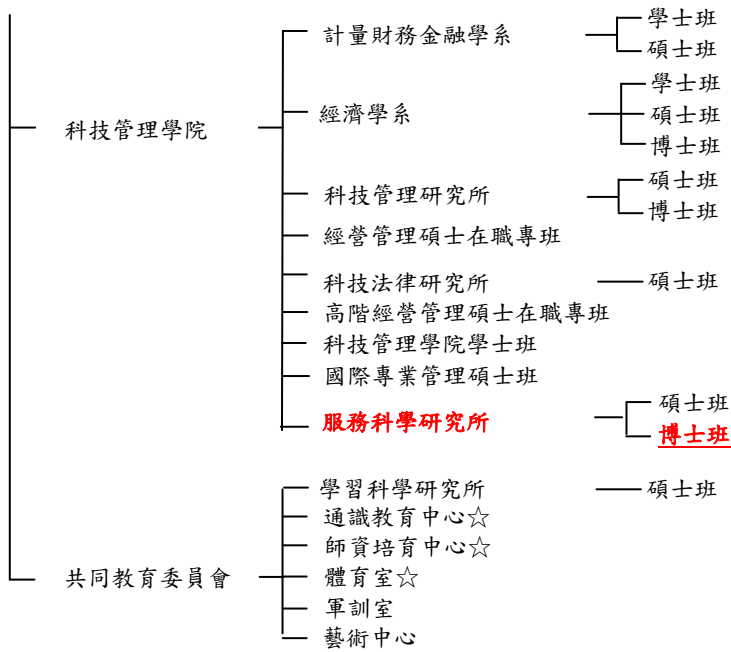 計量財務金融學系
學士班
碩士班
科技管理學院
經濟學系
學士班
碩士班
博士班
科技管理研究所
碩士班
博士班
經營管理碩士在職專班
科技法律研究所
碩士班
高階經營管理碩士在職專班
科技管理學院學士班
國際專業管理碩士班
服務科學研究所
碩士班
博士班
學習科學研究所
碩士班
通識教育中心☆
師資培育中心☆
共同教育委員會
體育室☆
軍訓室
藝術中心